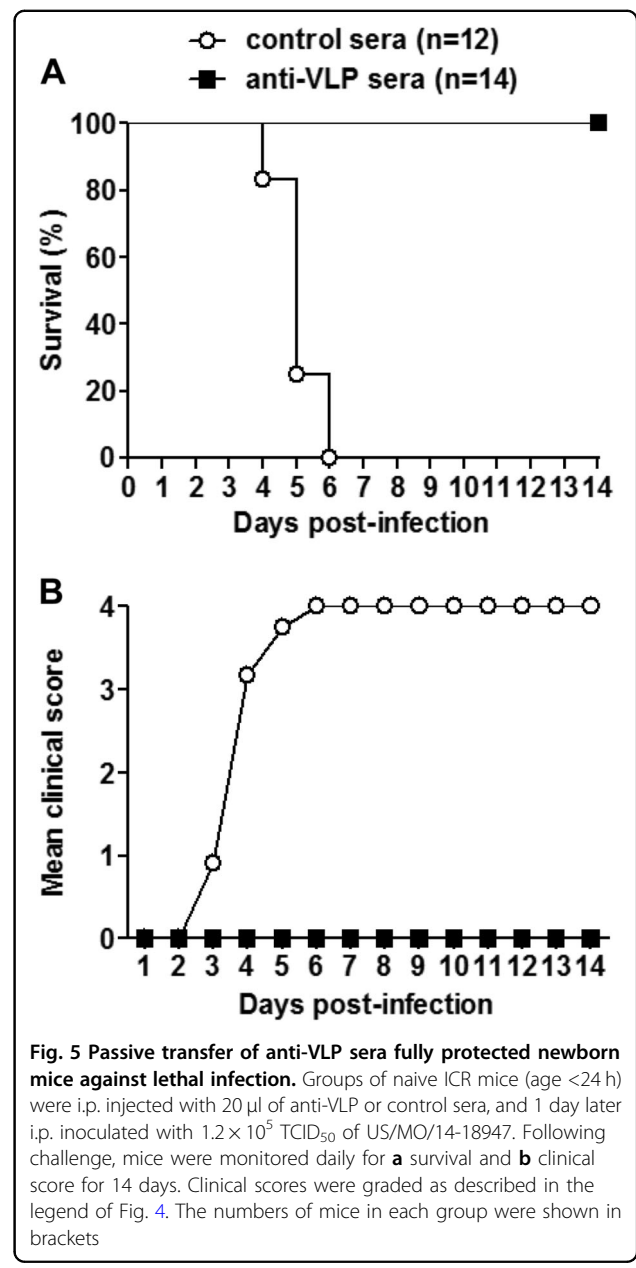 control sera (n=12)
A
anti-VLP sera (n=14)
100
80
60
40
20
0
Survival (%)
0 1 2 3 4 5 6 7 8 9 10 11 12 13 14
Days post-infection
B
4
3
2
1
0
Mean clinical score
1 2 3 4 5 6 7 8 9 10 11 12 13 14
Days post-infection
Fig. 5 Passive transfer of anti-VLP sera fully protected newborn
mice against lethal infection. Groups of naive ICR mice (age <24 h)
were i.p. injected with 20 µl of anti-VLP or control sera, and 1 day later
i.p. inoculated with 1.2 × 10⁵ TCID₅₀ of US/MO/14-18947. Following
challenge, mice were monitored daily for a survival and b clinical
score for 14 days. Clinical scores were graded as described in the
legend of Fig. 4. The numbers of mice in each group were shown in
brackets